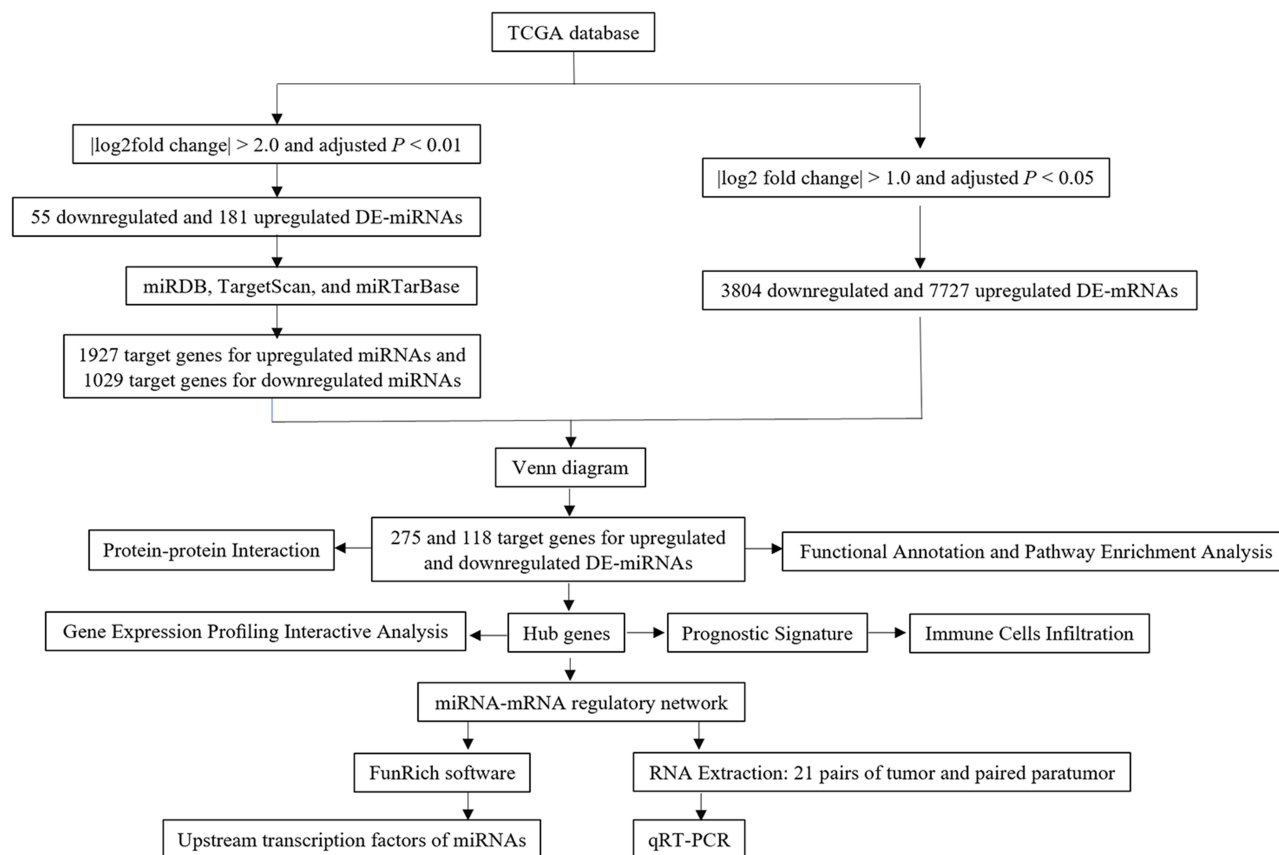 TCGA database
|log2fold change| > 2.0 and adjusted P < 0.01
|log2 fold change| > 1.0 and adjusted P < 0.05
55 downregulated and 181 upregulated DE-miRNAs
miRDB, TargetScan, and miRTarBase
3804 downregulated and 7727 upregulated DE-mRNAs
1927 target genes for upregulated miRNAs and
1029 target genes for downregulated miRNAs
Venn diagram
Protein-protein Interaction
275 and 118 target genes for upregulated
and downregulated DE-miRNAs
Functional Annotation and Pathway Enrichment Analysis
Gene Expression Profiling Interactive Analysis
Hub genes
Prognostic Signature
Immune Cells Infiltration
miRNA-mRNA regulatory network
FunRich software
RNA Extraction: 21 pairs of tumor and paired paratumor
Upstream transcription factors of miRNAs
qRT-PCR